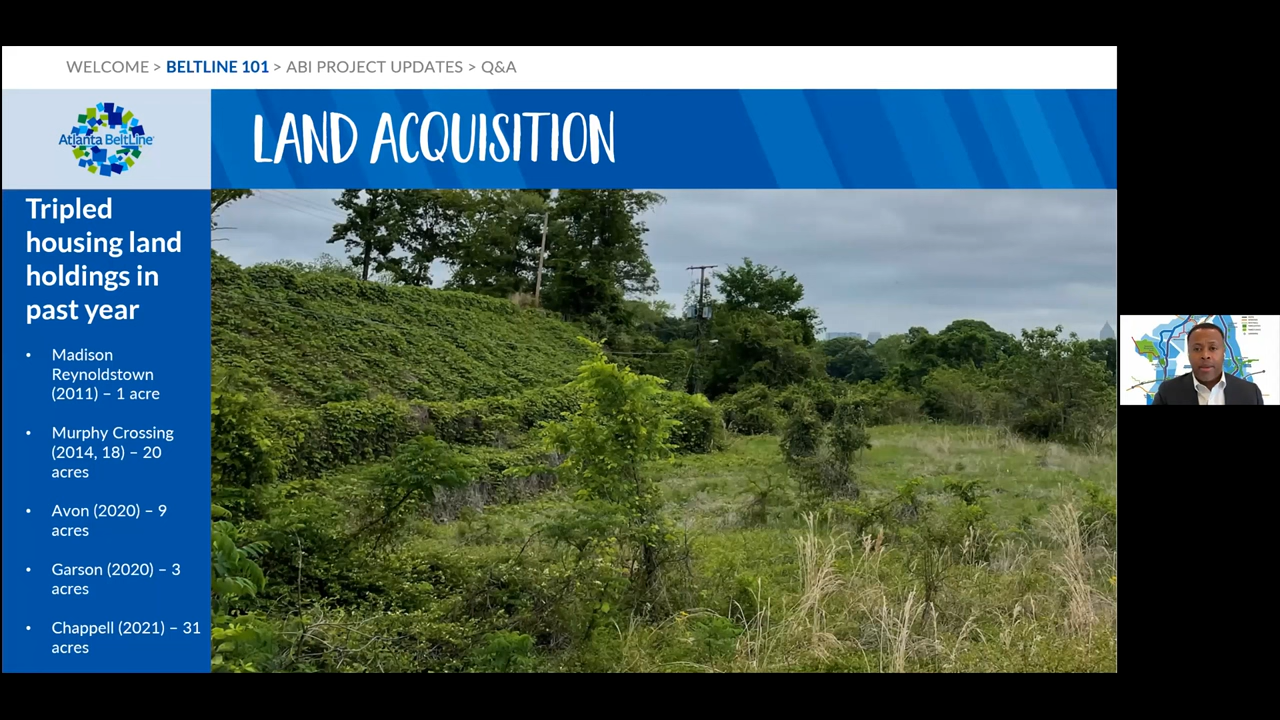 WELCOME > BELTLINE 101 > ABI PROJECT UPDATES > Q&A
Atlanta BeltLine
LAND ACQUISITION
Tripled
housing land
holdings in
past year
• Madison
Reynoldstown
(2011) – 1 acre
• Murphy Crossing
(2014, 18) – 20
acres
• Avon (2020) – 9
acres
• Garson (2020) – 3
acres
• Chappell (2021) – 31
acres